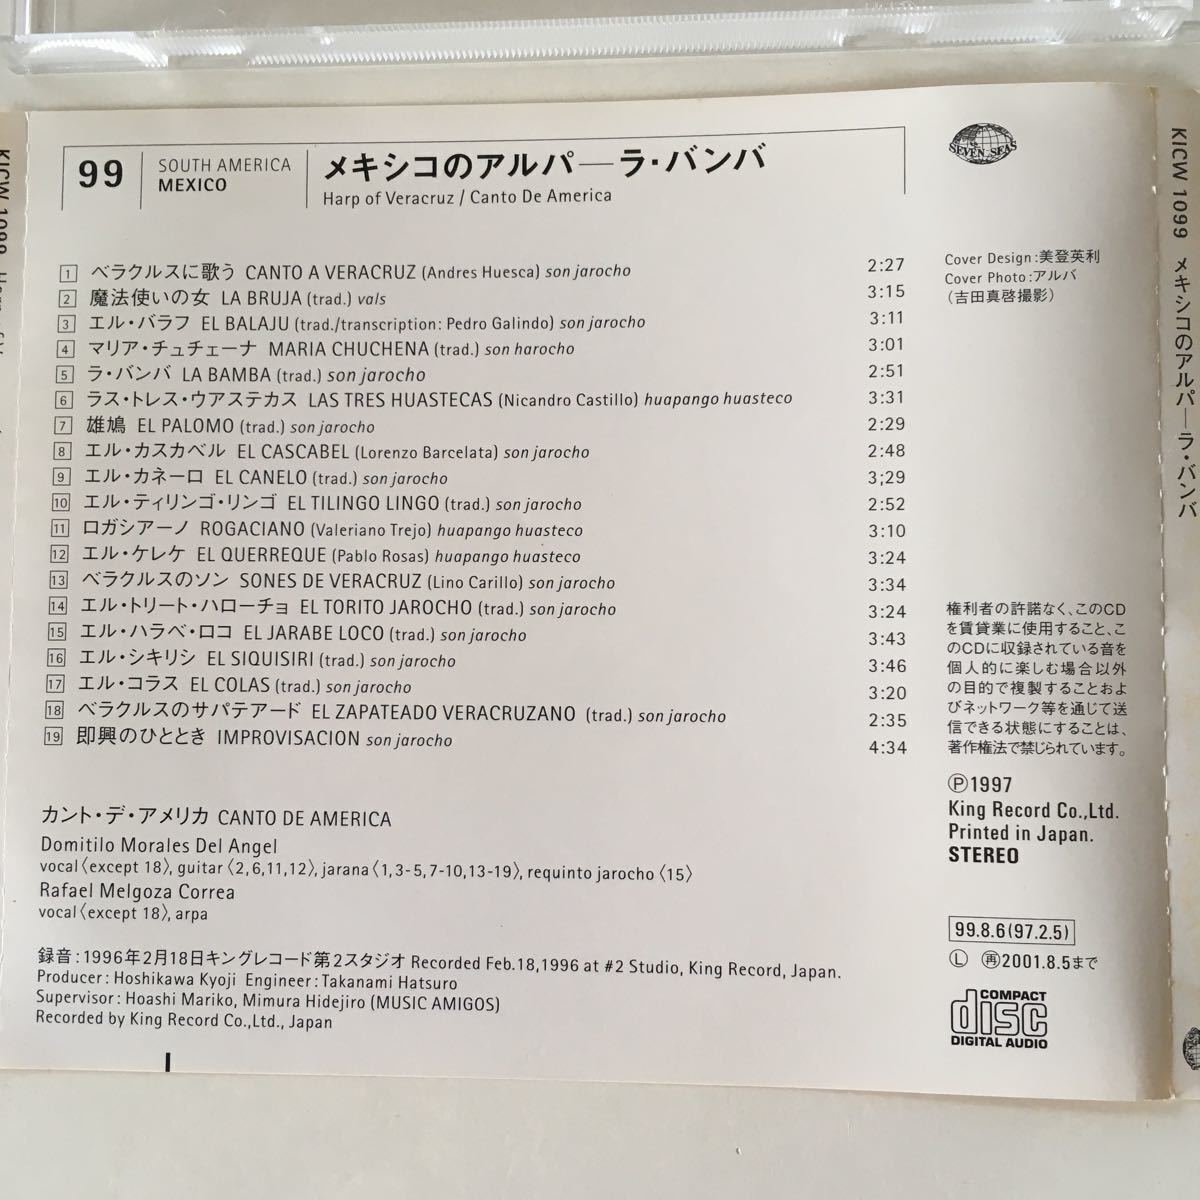 99
SOUTH AMERICA
MEXICO
メキシコのアルパ—ラ・バンバ
Harp of Veracruz / Canto De America
SEVEN SEAS
1 ベラクルスに歌う CANTO A VERACRUZ (Andres Huesca) son jarocho 2:27
2 魔法使いの女 LA BRUJA (trad.) vals 3:15
3 エル・バラフ EL BALAJU (trad./transcription: Pedro Galindo) son jarocho 3:11
4 マリア・チュチェーナ MARIA CHUCHENA (trad.) son harocho 3:01
5 ラ・バンバ LA BAMBA (trad.) son jarocho 2:51
6 ラス・トレス・ウアステカス LAS TRES HUASTECAS (Nicandro Castillo) huapango huasteco 3:31
7 雄鳩 EL PALOMO (trad.) son jarocho 2:29
8 エル・カスカベル EL CASCABEL (Lorenzo Barcelata) son jarocho 2:48
9 エル・カネーロ EL CANELO (trad.) son jarocho 3;29
10 エル・ティリンゴ・リンゴ EL TILINGO LINGO (trad.) son jarocho 2:52
11 ロガシアーノ ROGACIANO (Valeriano Trejo) huapango huasteco 3:10
12 エル・ケレケ EL QUERREQUE (Pablo Rosas) huapango huasteco 3:24
13 ベラクルスのソン SONES DE VERACRUZ (Lino Carillo) son jarocho 3:34
14 エル・トリート・ハローチョ EL TORITO JAROCHO (trad.) son jarocho 3:24
15 エル・ハラベ・ロコ EL JARABE LOCO (trad.) son jarocho 3:43
16 エル・シキリシ EL SIQUISIRI (trad.) son jarocho 3:46
17 エル・コラス EL COLAS (trad.) son jarocho 3:20
18 ベラクルスのサパテアード EL ZAPATEADO VERACRUZANO (trad.) son jarocho 2:35
19 即興のひととき IMPROVISACION son jarocho 4:34
カント・デ・アメリカ CANTO DE AMERICA
Domitilo Morales Del Angel
vocal〈except 18〉, guitar〈2,6,11,12〉, jarana〈1,3-5,7-10,13-19〉, requinto jarocho〈15〉
Rafael Melgoza Correa
vocal〈except 18〉, arpa
録音：1996年2月18日キングレコード第2スタジオ Recorded Feb.18,1996 at #2 Studio, King Record, Japan.
Producer: Hoshikawa Kyoji Engineer: Takanami Hatsuro
Supervisor: Hoashi Mariko, Mimura Hidejiro (MUSIC AMIGOS)
Recorded by King Record Co.,Ltd., Japan
Cover Design：美登英利
Cover Photo：アルバ
（吉田真啓撮影）
権利者の許諾なく、このCD
を賃貸業に使用すること、こ
のCDに収録されている音を
個人的に楽しむ場合以外
の目的で複製することおよ
びネットワーク等を通じて送
信できる状態にすることは、
著作権法で禁じられています。
Ⓟ1997
King Record Co.,Ltd.
Printed in Japan.
STEREO
99.8.6(97.2.5)
Ⓛ ㊢2001.8.5まで
COMPACT
disc
DIGITAL AUDIO
KICW 1099 メキシコのアルパ—ラ・バンバ
KICW 1099